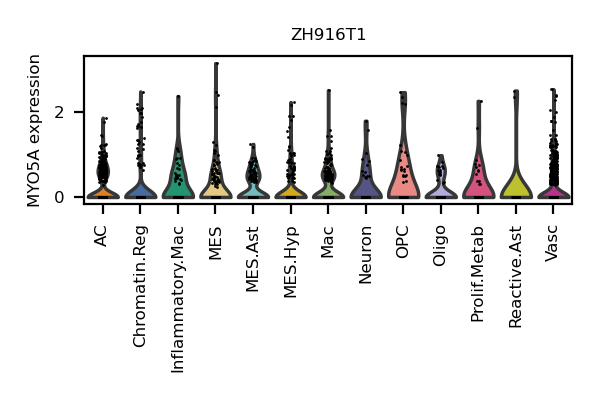 ZH916T1
MYO5A expression
2
0
AC
Chromatin.Reg
Inflammatory.Mac
MES
MES.Ast
MES.Hyp
Mac
Neuron
OPC
Oligo
Prolif.Metab
Reactive.Ast
Vasc